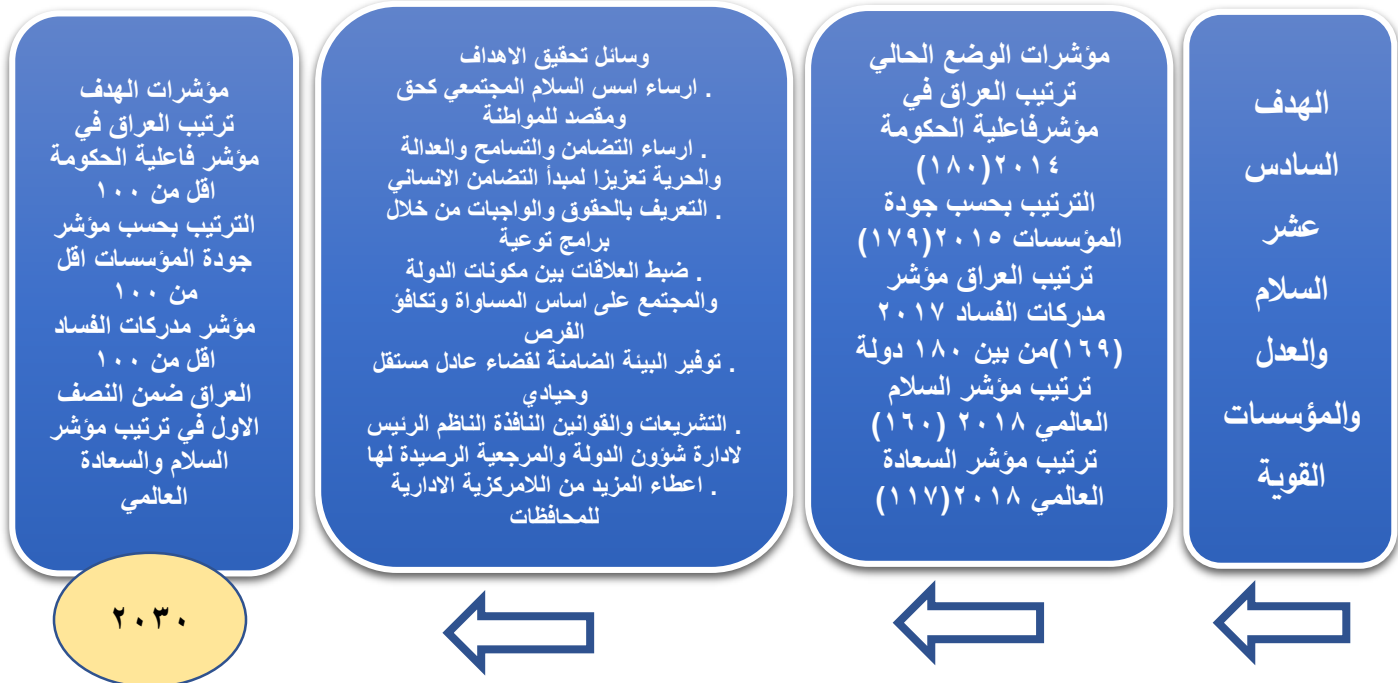 الهدف
السادس
عشر
السلام
والعدل
والمؤسسات
القوية
مؤشرات الوضع الحالي
ترتيب العراق في
مؤشرفاعلية الحكومة
٢٠١٤(١٨٠)
الترتيب بحسب جودة
المؤسسات ٢٠١٥(١٧٩)
ترتيب العراق مؤشر
مدركات الفساد ٢٠١٧
(١٦٩)من بين ١٨٠ دولة
ترتيب مؤشر السلام
العالمي ٢٠١٨ (١٦٠)
ترتيب مؤشر السعادة
العالمي ٢٠١٨(١١٧)
وسائل تحقيق الاهداف
. ارساء اسس السلام المجتمعي كحق
ومقصد للمواطنة
. ارساء التضامن والتسامح والعدالة
والحرية تعزيزا لمبدأ التضامن الانساني
. التعريف بالحقوق والواجبات من خلال
برامج توعية
. ضبط العلاقات بين مكونات الدولة
والمجتمع على اساس المساواة وتكافؤ
الفرص
. توفير البيئة الضامنة لقضاء عادل مستقل
وحيادي
. التشريعات والقوانين النافذة الناظم الرئيس
لادارة شؤون الدولة والمرجعية الرصيدة لها
. اعطاء المزيد من اللامركزية الادارية
للمحافظات
مؤشرات الهدف
ترتيب العراق في
مؤشر فاعلية الحكومة
اقل من ١٠٠
الترتيب بحسب مؤشر
جودة المؤسسات اقل
من ١٠٠
مؤشر مدركات الفساد
اقل من ١٠٠
العراق ضمن النصف
الاول في ترتيب مؤشر
السلام والسعادة
العالمي
٢٠٣٠